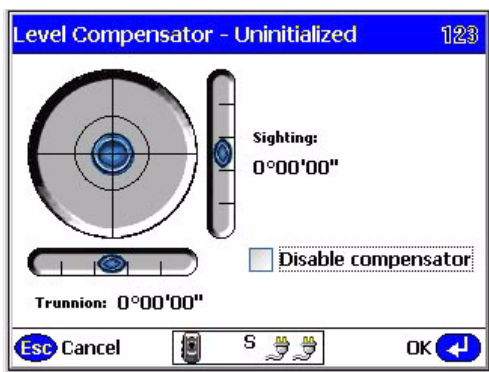 Level Compensator - Uninitialized 123
Sighting:
0°00'00"
Disable compensator
Trunnion: 0°00'00"
Esc Cancel S OK